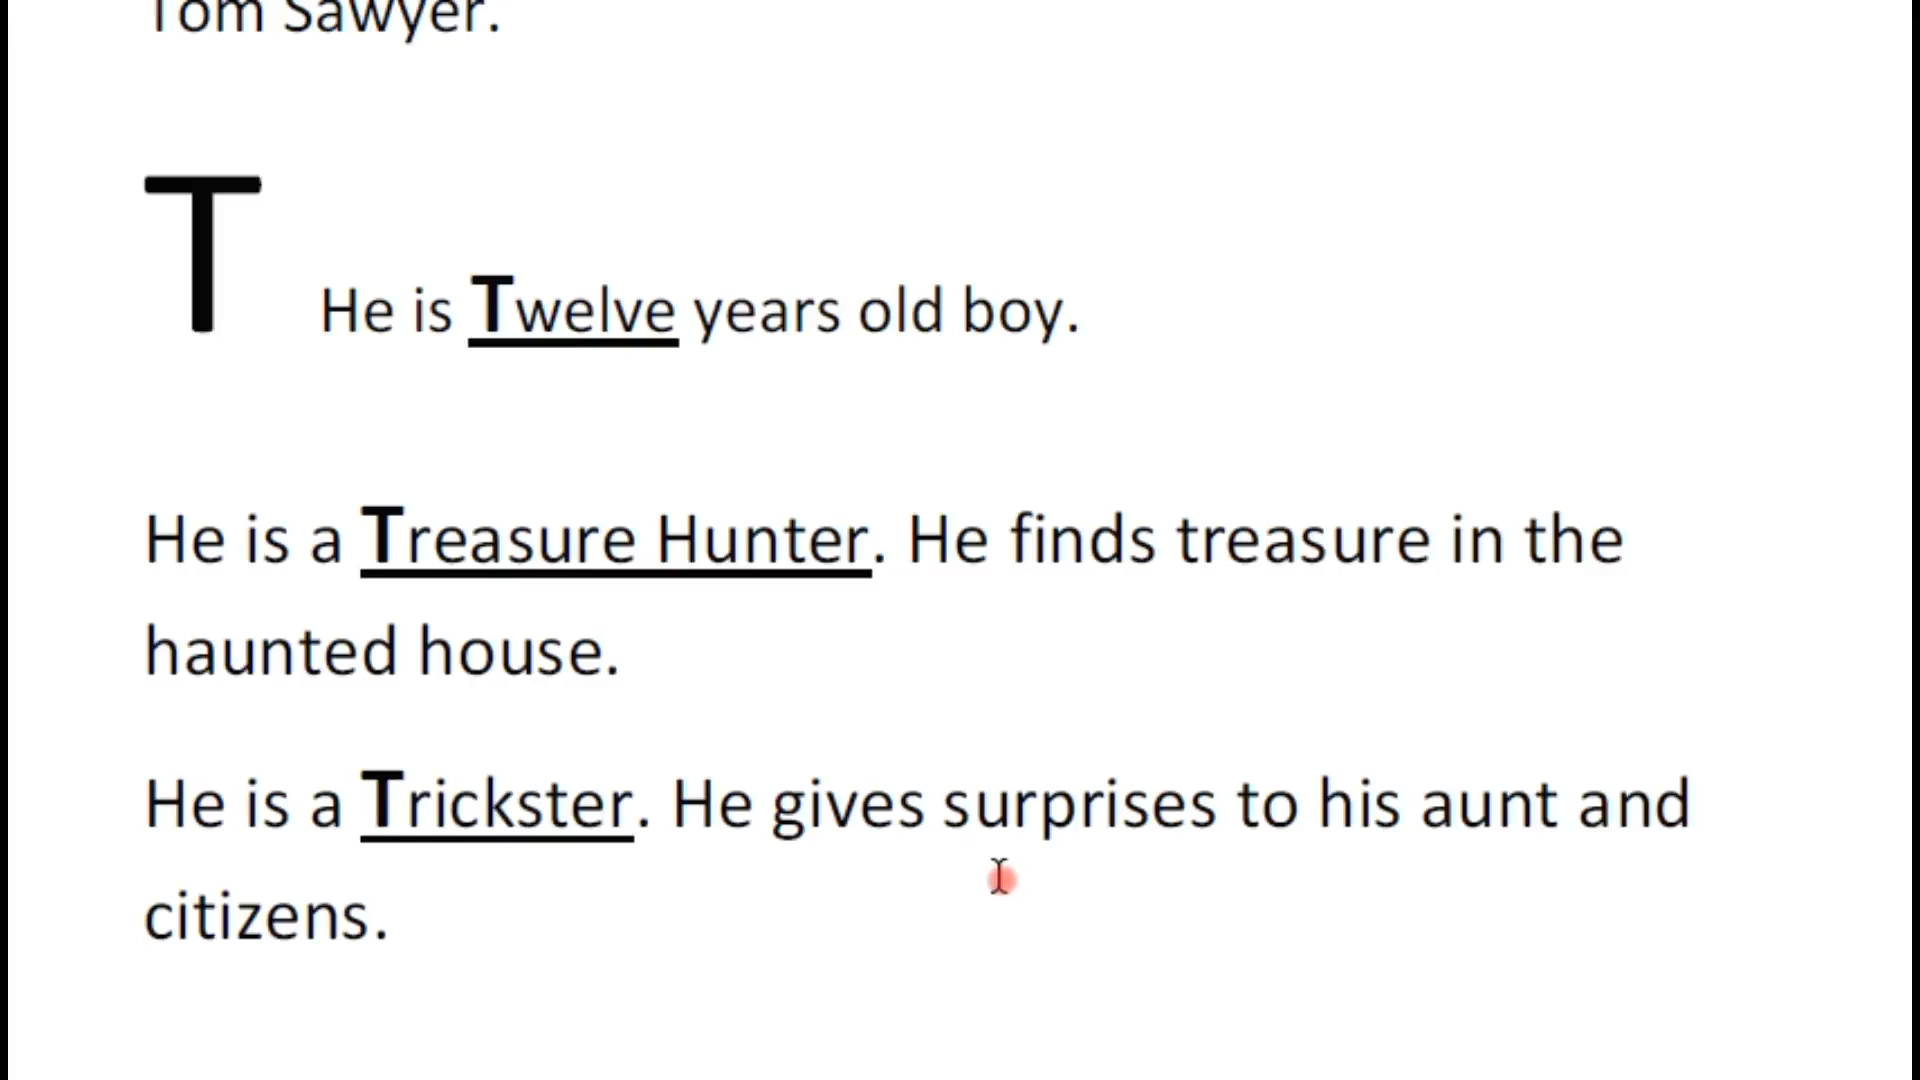 Tom Sawyer.
T He is Twelve years old boy.
He is a Treasure Hunter. He finds treasure in the
haunted house.
He is a Trickster. He gives surprises to his aunt and
citizens.